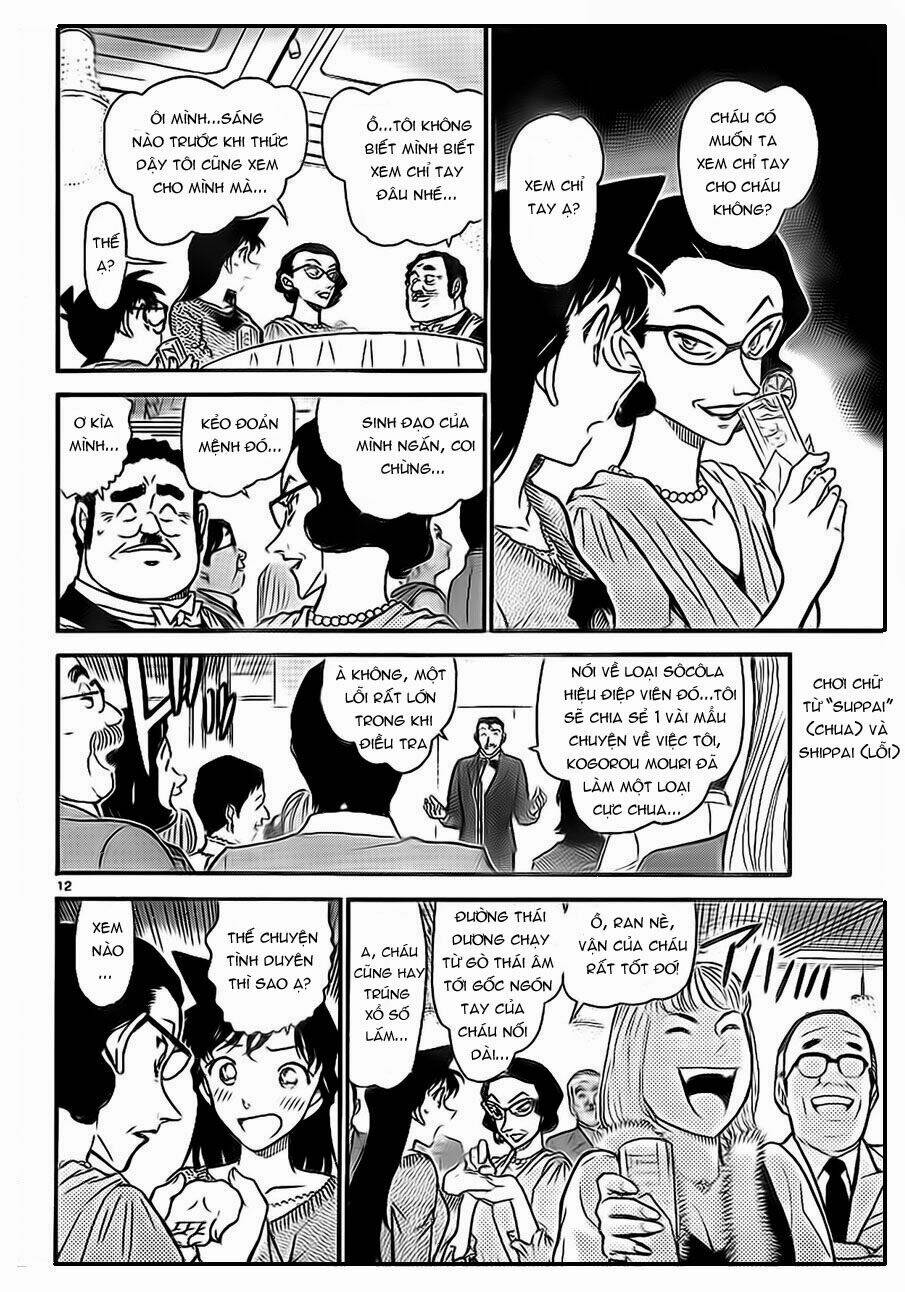 CHÁU CÓ
MUỐN TA
XEM CHỈ TAY
CHO CHÁU
KHÔNG?
XEM CHỈ
TAY Ạ?
Ồ...TÔI KHÔNG
BIẾT MÌNH BIẾT
XEM CHỈ TAY
ĐÂU NHÉ...
ÔI MÌNH...SÁNG
NÀO TRƯỚC KHI THỨC
DẬY TÔI CŨNG XEM
CHO MÌNH MÀ...
THẾ
Ạ?
SINH ĐẠO CỦA
MÌNH NGẮN, COI
CHỪNG...
KẺO ĐOẢN
MỆNH ĐÓ...
Ơ KÌA
MÌNH...
NÓI VỀ LOẠI SÔCÔLA
HIỆU ĐIỆP VIÊN ĐÓ...TÔI
SẼ CHIA SẺ 1 VÀI MẨU
CHUYỆN VỀ VIỆC TÔI,
KOGOROU MOURI ĐÃ
LÀM MỘT LOẠI
CỰC CHUA...
À KHÔNG, MỘT
LỖI RẤT LỚN
TRONG KHI
ĐIỀU TRA
CHƠI CHỮ
TỪ "SUPPAI"
(CHUA) VÀ
SHIPPAI (LỖI)
12
Ồ, RAN NÈ,
VẬN CỦA CHÁU
RẤT TỐT ĐƠ!
ĐƯỜNG THÁI
DƯƠNG CHẠY
TỪ GÒ THÁI ÂM
TỚI GỐC NGÓN
TAY CỦA
CHÁU NỐI
DÀI...
A, CHÁU
CŨNG HAY
TRÚNG
XỔ SỐ
LẮM...
THẾ CHUYỆN
TÌNH DUYÊN
THÌ SAO Ạ?
XEM
NÀO
...